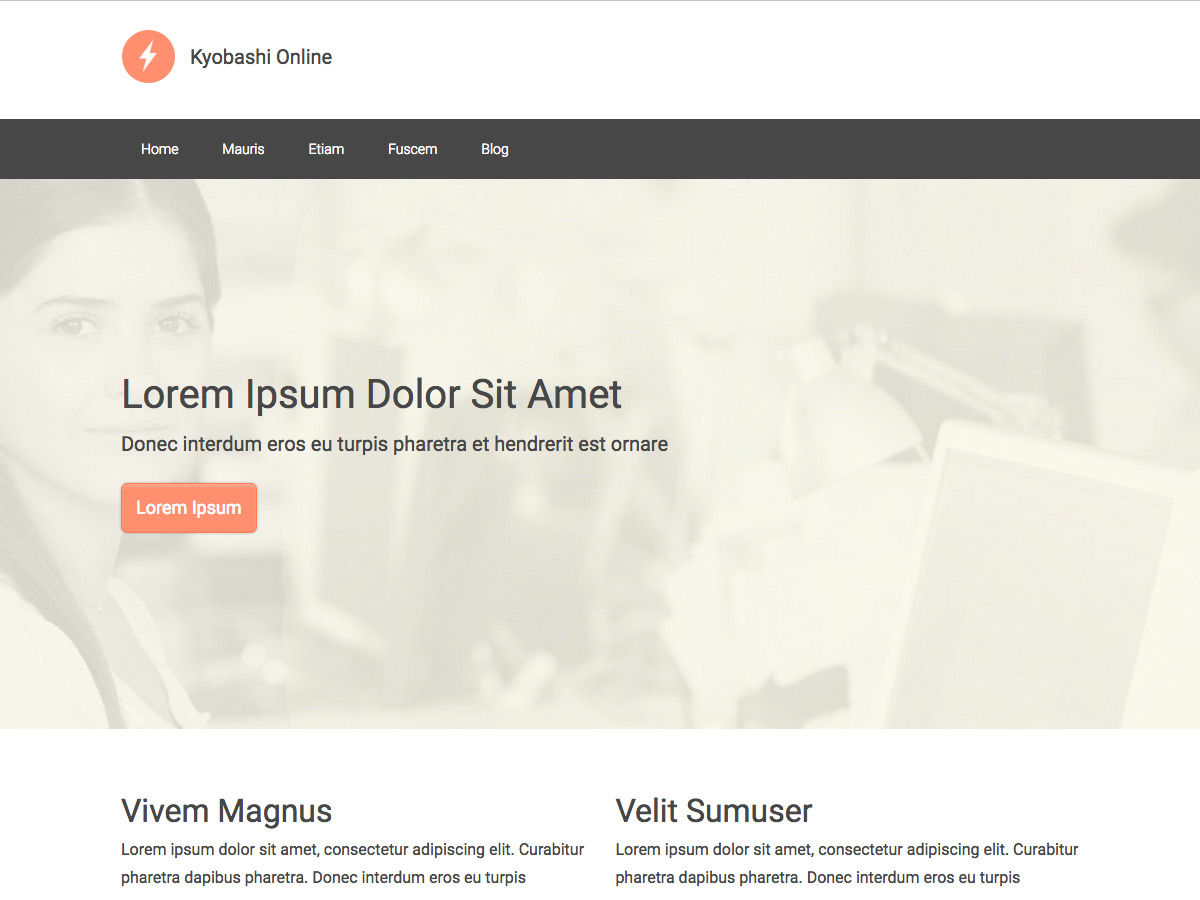 Kyobashi Online
Home Mauris Etiam Fuscem Blog
Lorem Ipsum Dolor Sit Amet
Donec interdum eros eu turpis pharetra et hendrerit est ornare
Lorem Ipsum
Vivem Magnus
Lorem ipsum dolor sit amet, consectetur adipiscing elit. Curabitur
pharetra dapibus pharetra. Donec interdum eros eu turpis
Velit Sumuser
Lorem ipsum dolor sit amet, consectetur adipiscing elit. Curabitur
pharetra dapibus pharetra. Donec interdum eros eu turpis